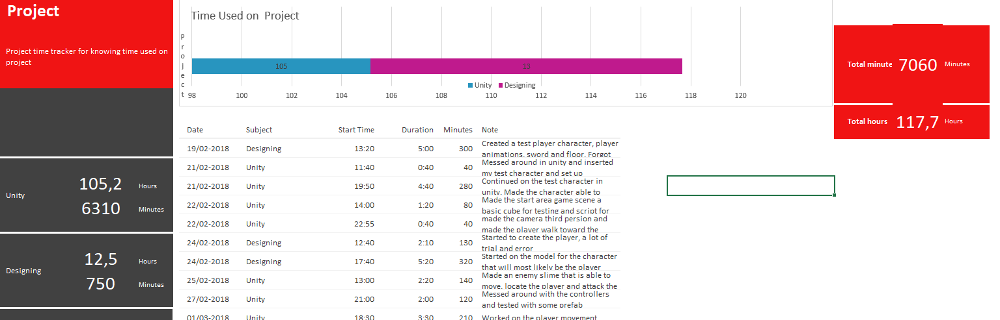 Project
Project time tracker for knowing time used on
project
Unity
105,2 Hours
6310 Minutes
Designing
12,5 Hours
750 Minutes
Time Used on  Project
Project
105 13
Unity Designing
98 100 102 104 106 108 110 112 114 116 118 120
Total minute 7060 Minutes
Total hours 117,7 Hours
Date Subject Start Time Duration Minutes Note
19/02-2018 Designing 13:20 5:00 300 Created a test player character, player
animations, sword and floor. Forgot
21/02-2018 Unity 11:40 0:40 40 Messed around in unity and inserted
my test character and set up
21/02-2018 Unity 19:50 4:40 280 Continued on the test character in
unity. Made the character able to
22/02-2018 Unity 14:00 1:20 80 Made the start area game scene a
basic cube for testing and script for
22/02-2018 Unity 22:55 0:40 40 made the camera third persion and
made the player walk toward the
24/02-2018 Designing 12:40 2:10 130 Started to create the player, a lot of
trial and error
24/02-2018 Designing 17:40 5:20 320 Started on the model for the character
that will most likely be the player
25/02-2018 Unity 13:00 2:20 140 Made an enemy slime that is able to
move, locate the player and attack the
27/02-2018 Unity 21:00 2:00 120 Messed around with the controllers
and tested with some prefab
01/03-2018 Unity 18:30 3:30 210 Worked on the player movement